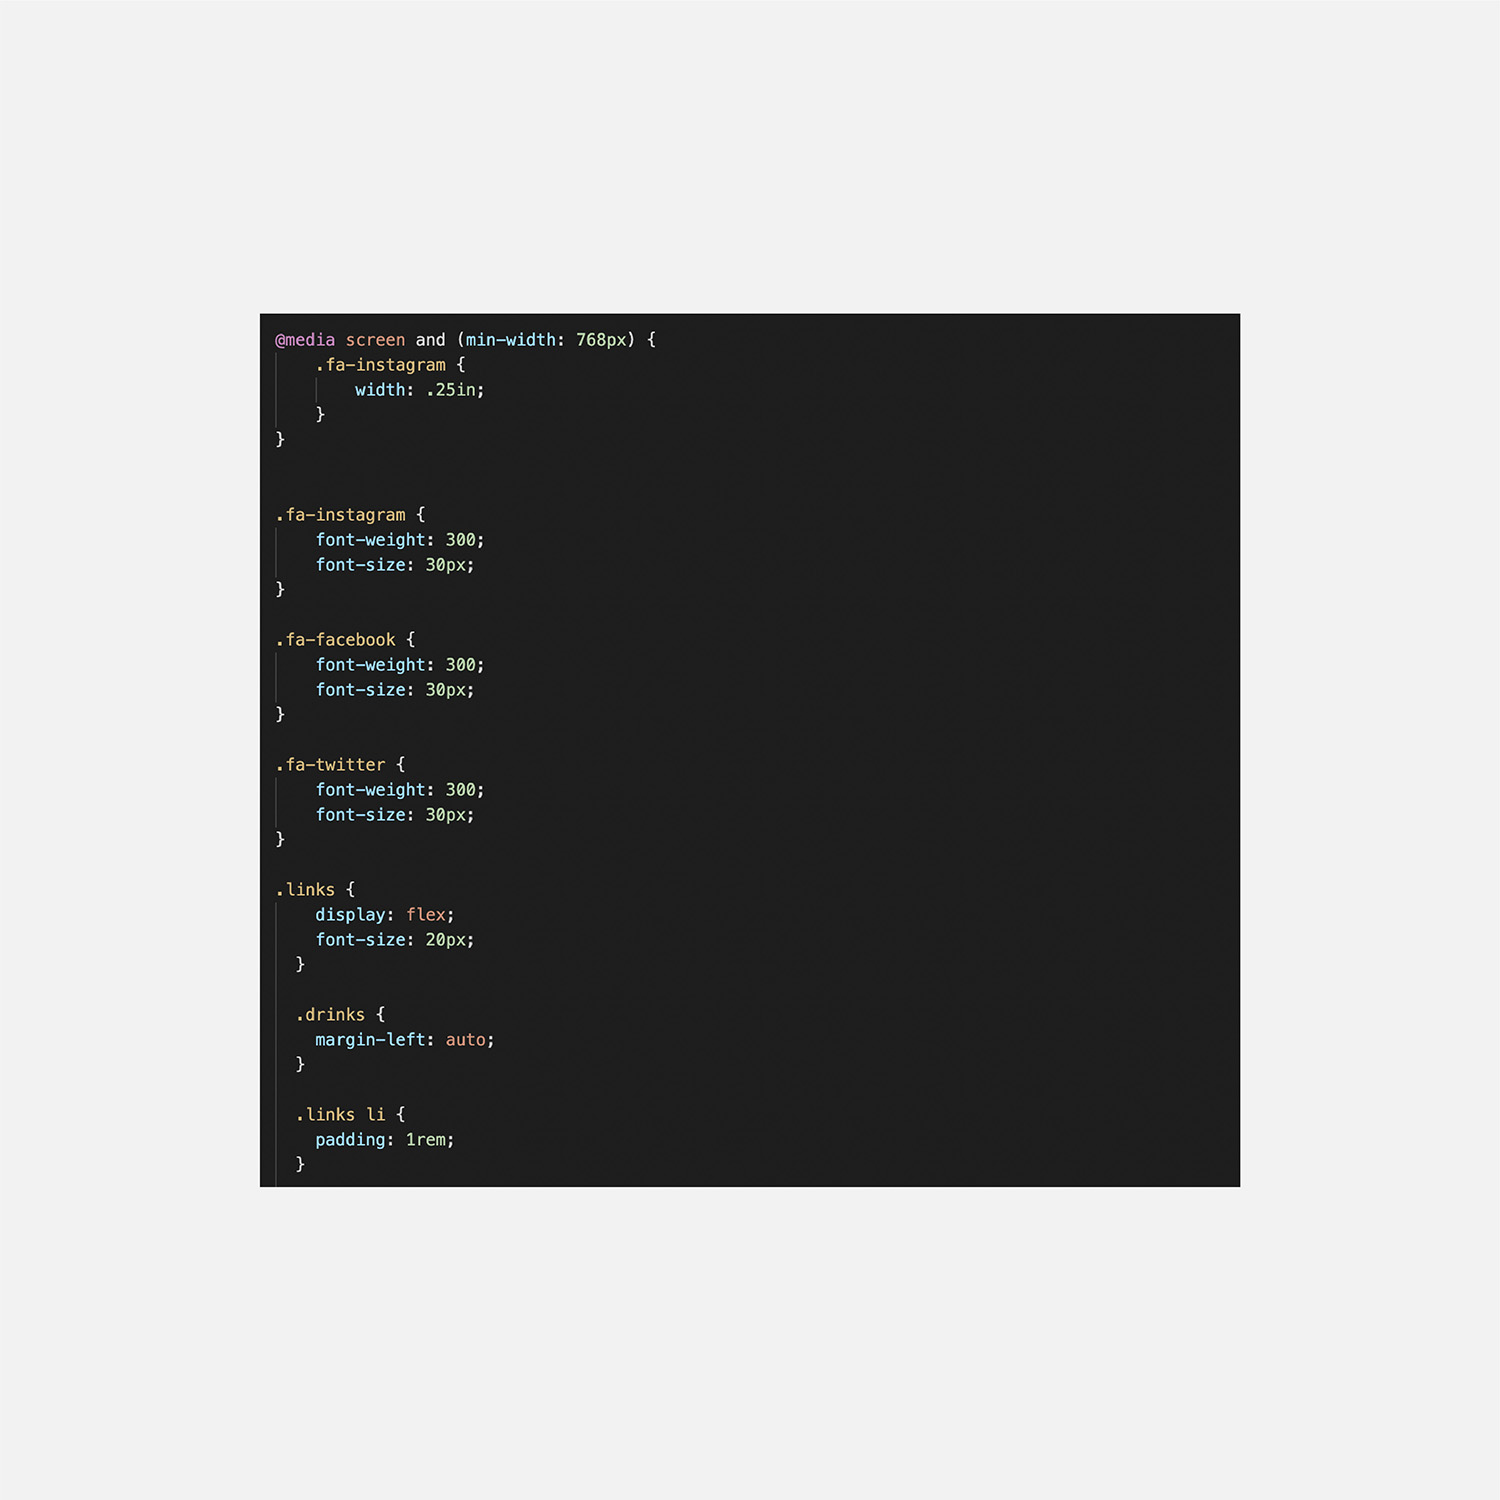 @media screen and (min-width: 768px) {
    .fa-instagram {
        width: .25in;
    }
}
.fa-instagram {
    font-weight: 300;
    font-size: 30px;
}
.fa-facebook {
    font-weight: 300;
    font-size: 30px;
}
.fa-twitter {
    font-weight: 300;
    font-size: 30px;
}
.links {
    display: flex;
    font-size: 20px;
  }
  .drinks {
    margin-left: auto;
  }
  .links li {
    padding: 1rem;
  }